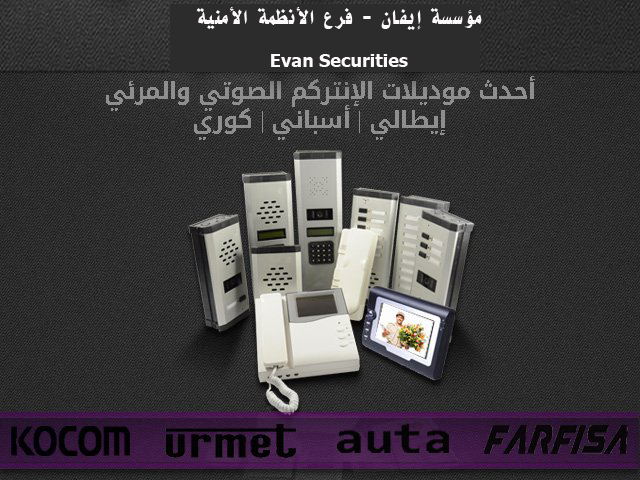 مؤسسة إيفان - فرع الأنظمة الأمنية
Evan Securities
أحدث موديلات الإنتركم الصوتي والمرئي
إيطالي | أسباني | كوري
KOCOM urmet auta FARFISA